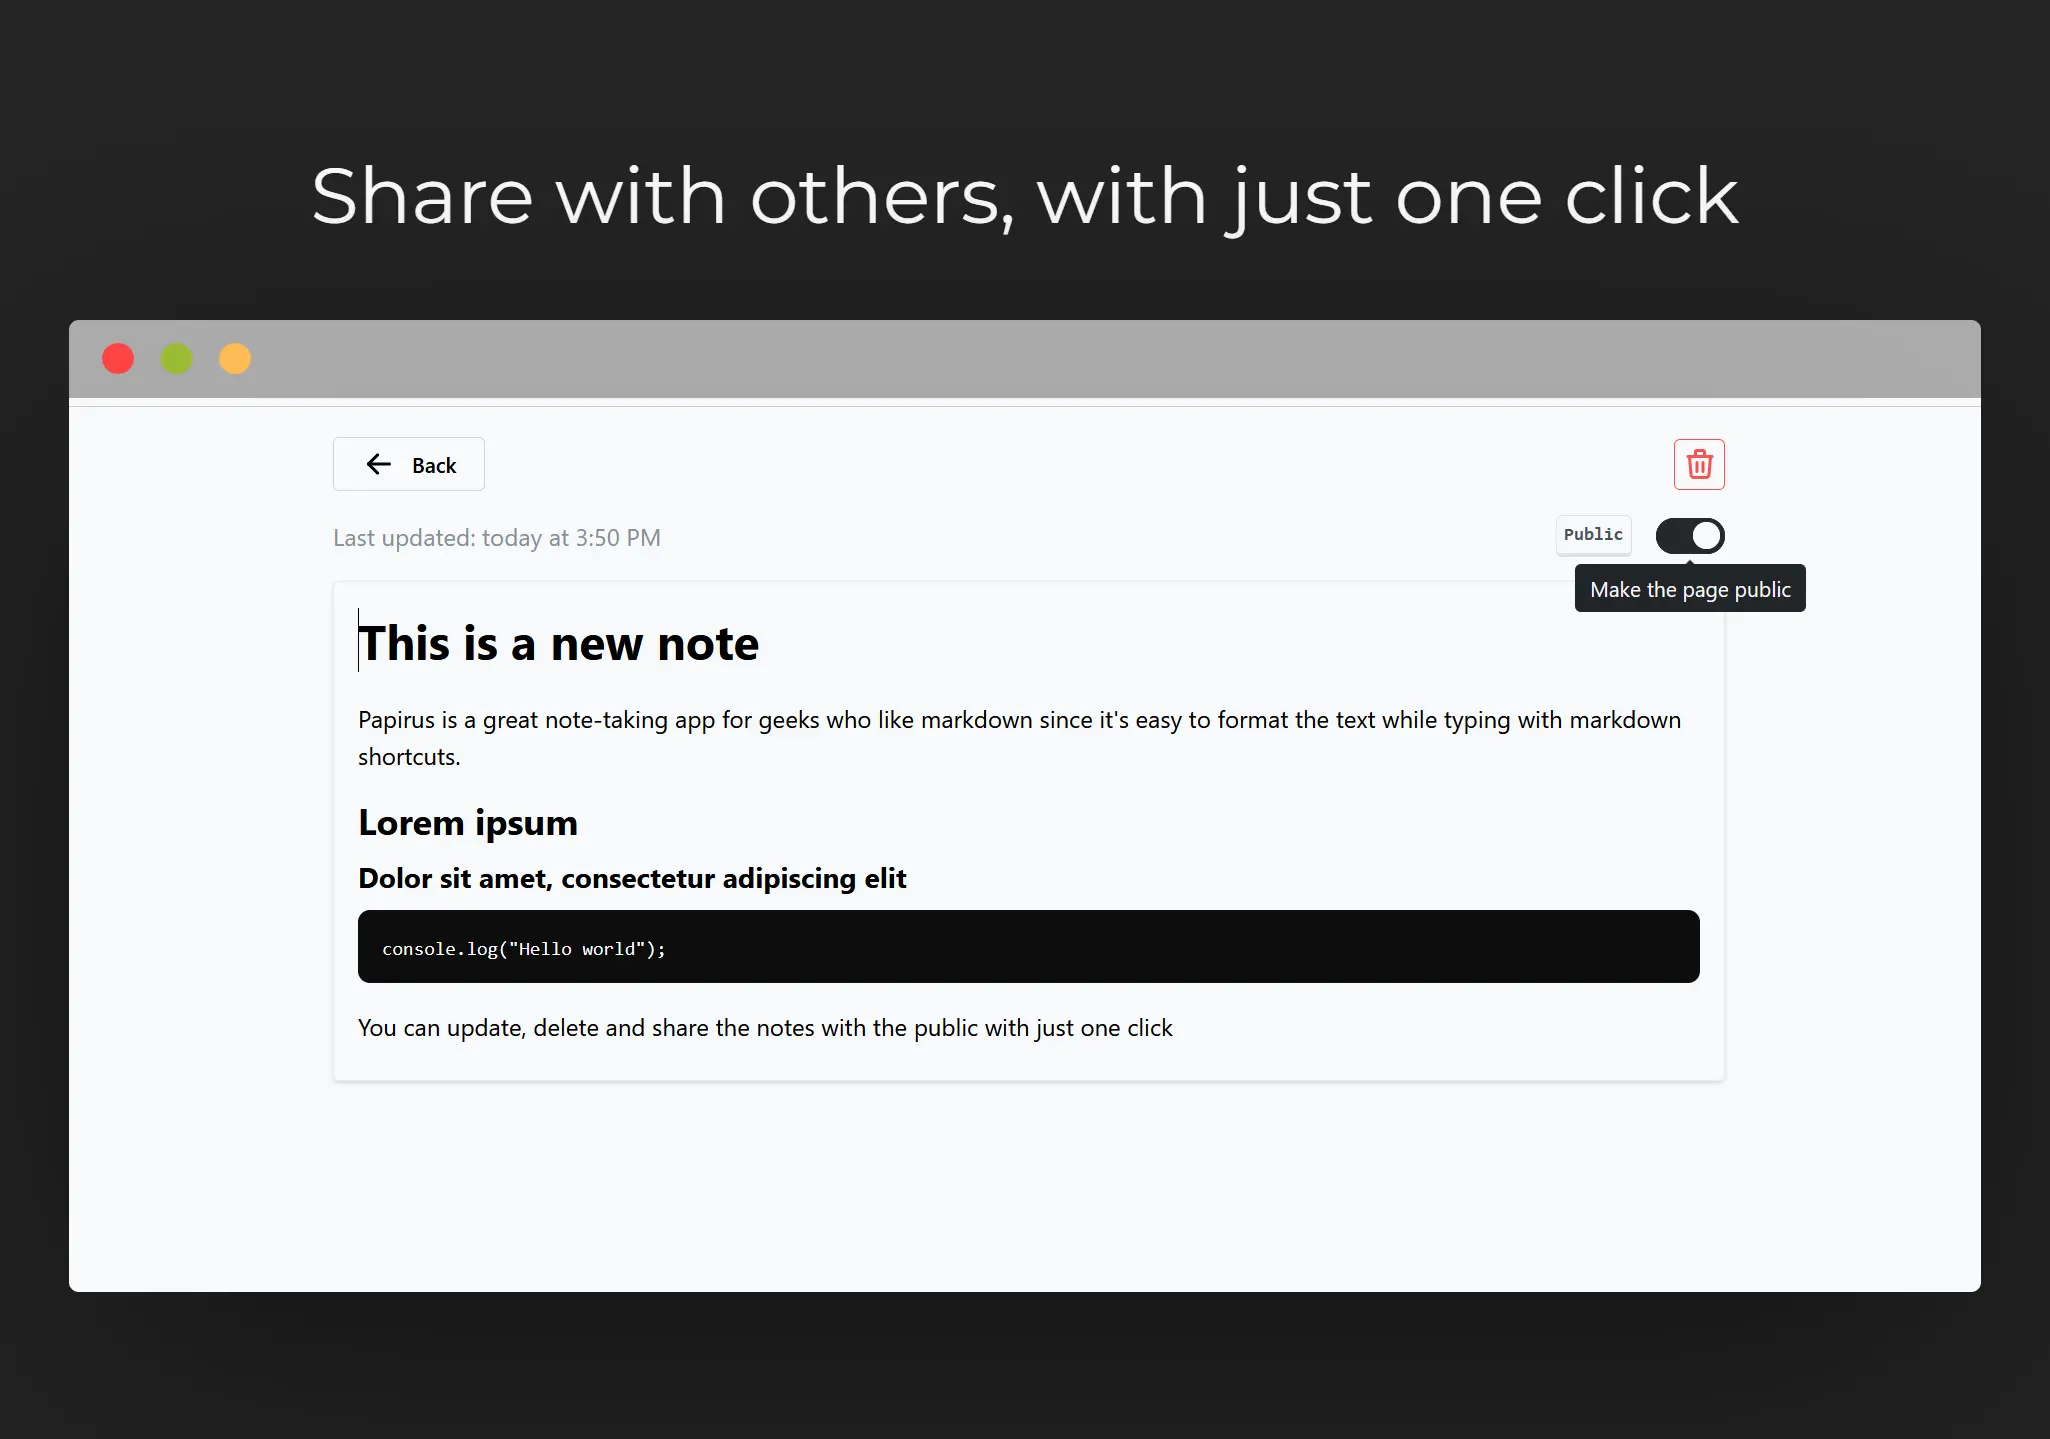 Share with others, with just one click
Back
Last updated: today at 3:50 PM
Public
Make the page public
This is a new note
Papirus is a great note-taking app for geeks who like markdown since it's easy to format the text while typing with markdown
shortcuts.
Lorem ipsum
Dolor sit amet, consectetur adipiscing elit
console.log("Hello world");
You can update, delete and share the notes with the public with just one click